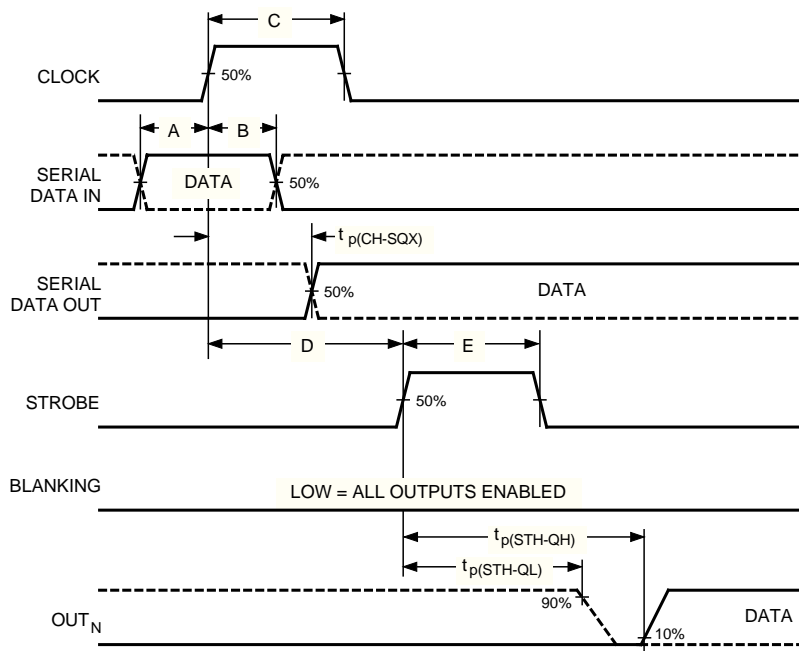 C
CLOCK
50%
A
B
SERIAL
DATA IN
DATA
50%
t p(CH-SQX)
SERIAL
DATA OUT
50%
DATA
D
E
STROBE
50%
BLANKING
LOW = ALL OUTPUTS ENABLED
t p(STH-QH)
t p(STH-QL)
90%
DATA
OUT N
10%